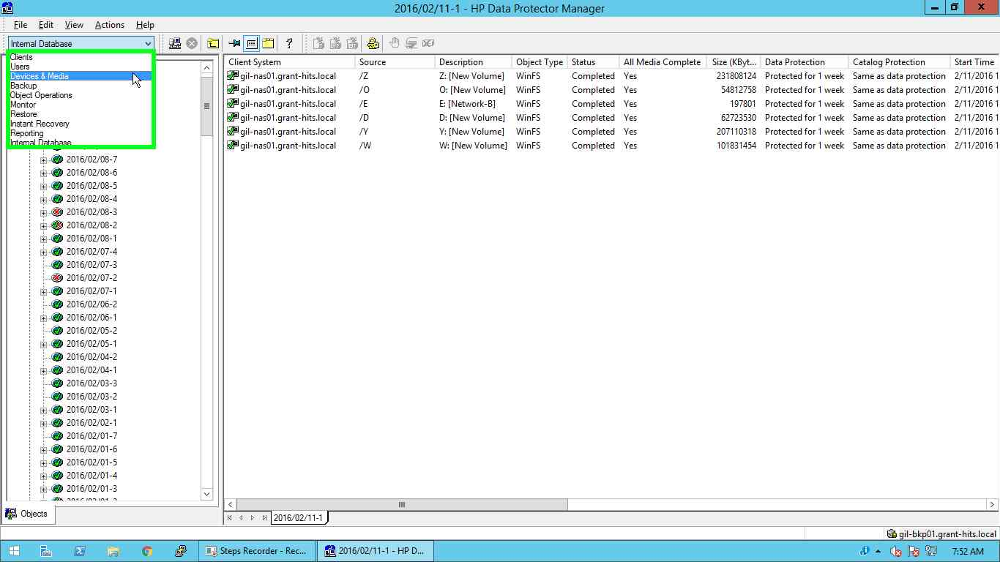 2016/02/11-1 - HP Data Protector Manager
File Edit View Actions Help
Internal Database
Clients
Users
Devices & Media
Backup
Object Operations
Monitor
Restore
Instant Recovery
Reporting
Internal Database
2016/02/08-7
2016/02/08-6
2016/02/08-5
2016/02/08-4
2016/02/08-3
2016/02/08-2
2016/02/08-1
2016/02/07-4
2016/02/07-3
2016/02/07-2
2016/02/07-1
2016/02/06-2
2016/02/06-1
2016/02/05-2
2016/02/05-1
2016/02/04-2
2016/02/04-1
2016/02/03-3
2016/02/03-2
2016/02/03-1
2016/02/02-1
2016/02/01-7
2016/02/01-6
2016/02/01-5
2016/02/01-4
2016/02/01-3
Objects
Client System Source Description Object Type Status All Media Complete Size (KByt... Data Protection Catalog Protection Start Time
gil-nas01.grant-hits.local /Z Z: [New Volume] WinFS Completed Yes 231808124 Protected for 1 week Same as data protection 2/11/2016 1
gil-nas01.grant-hits.local /O O: [New Volume] WinFS Completed Yes 54812758 Protected for 1 week Same as data protection 2/11/2016 1
gil-nas01.grant-hits.local /E E: [Network-B] WinFS Completed Yes 197801 Protected for 1 week Same as data protection 2/11/2016 1
gil-nas01.grant-hits.local /D D: [New Volume] WinFS Completed Yes 62723530 Protected for 1 week Same as data protection 2/11/2016 1
gil-nas01.grant-hits.local /Y Y: [New Volume] WinFS Completed Yes 207110318 Protected for 1 week Same as data protection 2/11/2016 1
gil-nas01.grant-hits.local /W W: [New Volume] WinFS Completed Yes 101831454 Protected for 1 week Same as data protection 2/11/2016 1
2016/02/11-1
gil-bkp01.grant-hits.local
Steps Recorder - Rec... 2016/02/11-1 - HP D... 7:52 AM